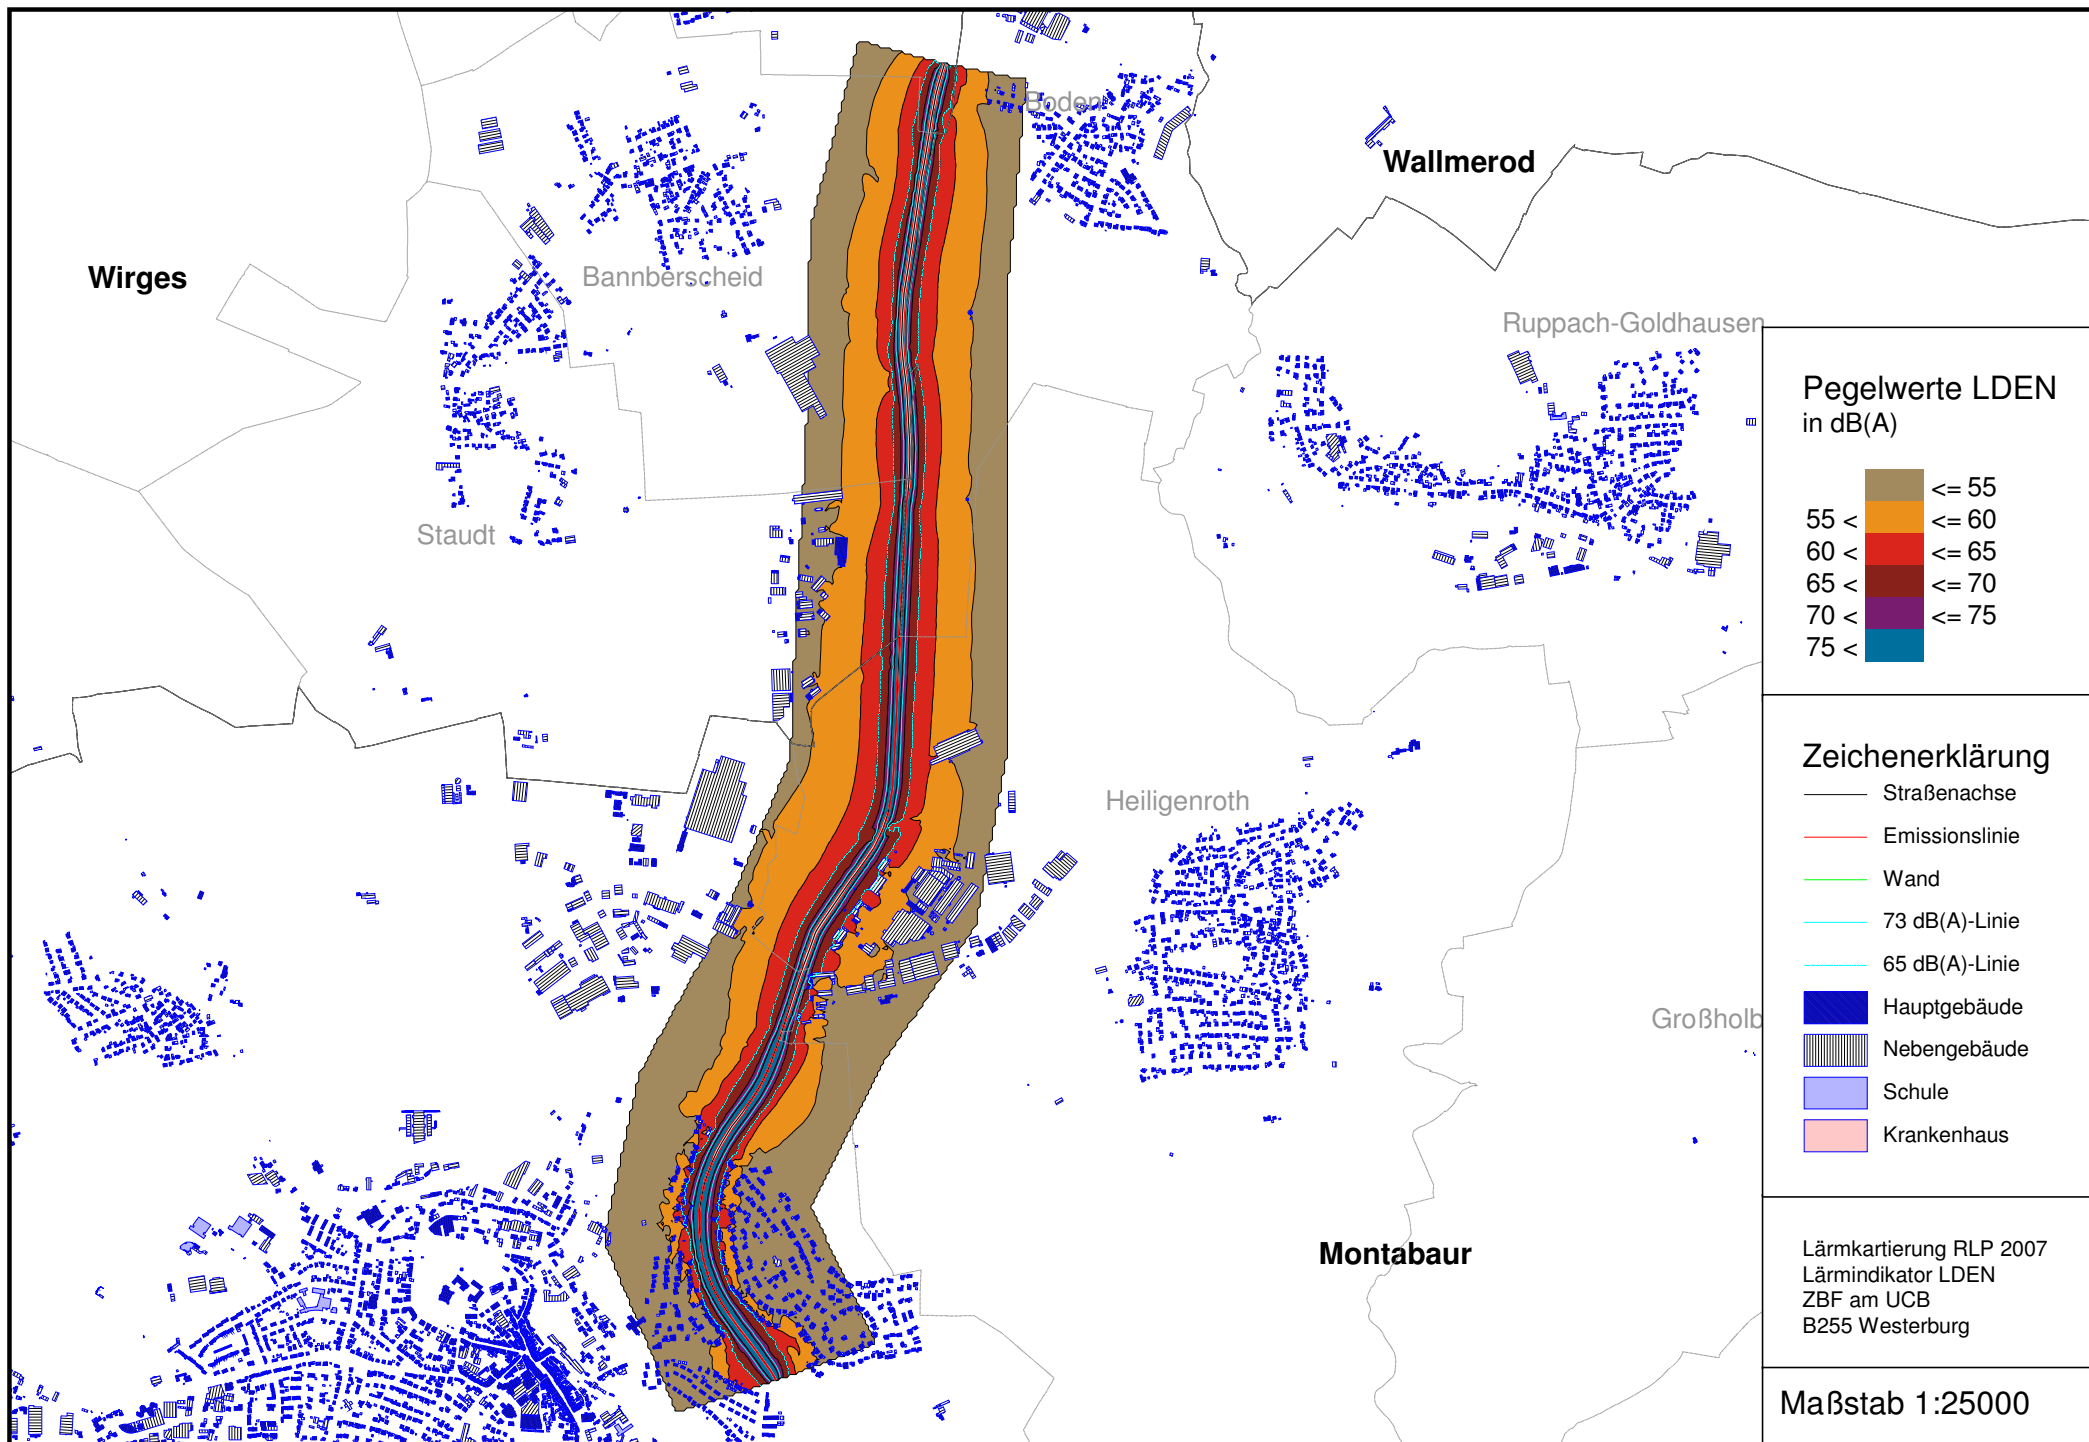 Boden
Wallmerod
Wirges
Bannberscheid
Ruppach-Goldhausen
Staudt
Heiligenroth
Großholb
Montabaur
Pegelwerte LDEN
in dB(A)
<= 55
55 < <= 60
60 < <= 65
65 < <= 70
70 < <= 75
75 <
Zeichenerklärung
Straßenachse
Emissionslinie
Wand
73 dB(A)-Linie
65 dB(A)-Linie
Hauptgebäude
Nebengebäude
Schule
Krankenhaus
Lärmkartierung RLP 2007
Lärmindikator LDEN
ZBF am UCB
B255 Westerburg
Maßstab 1:25000